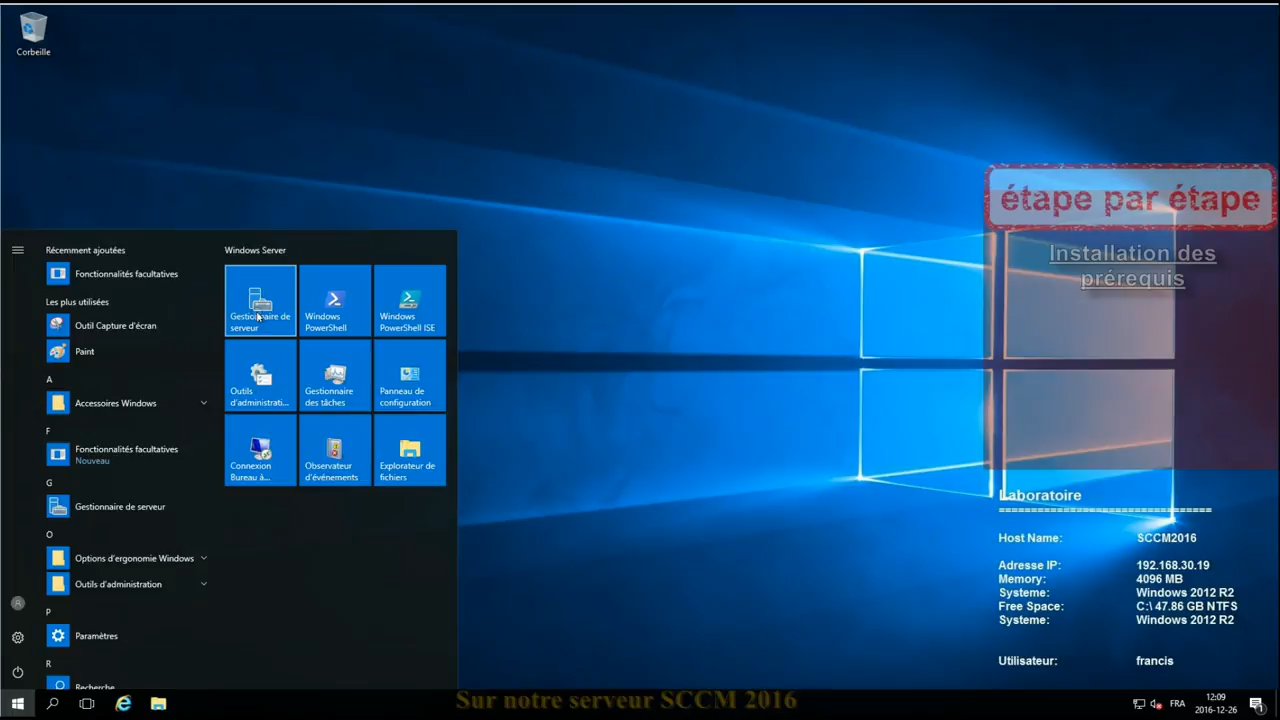 Corbeille
étape par étape
Installation des
prérequis
Récemment ajoutées
Fonctionnalités facultatives
Les plus utilisées
Outil Capture d'écran
Paint
A
Accessoires Windows
F
Fonctionnalités facultatives
Nouveau
G
Gestionnaire de serveur
O
Options d'ergonomie Windows
Outils d'administration
P
Paramètres
R
Recherche
Windows Server
Gestionnaire de
serveur
Windows
PowerShell
Windows
PowerShell ISE
Outils
d'administrati...
Gestionnaire
des tâches
Panneau de
configuration
Connexion
Bureau à...
Observateur
d'événements
Explorateur de
fichiers
Laboratoire
================================
Host Name: SCCM2016
Adresse IP: 192.168.30.19
Memory: 4096 MB
Systeme: Windows 2012 R2
Free Space: C:\ 47.86 GB NTFS
Systeme: Windows 2012 R2
Utilisateur: francis
Sur notre serveur SCCM 2016
FRA
12:09
2016-12-26
1